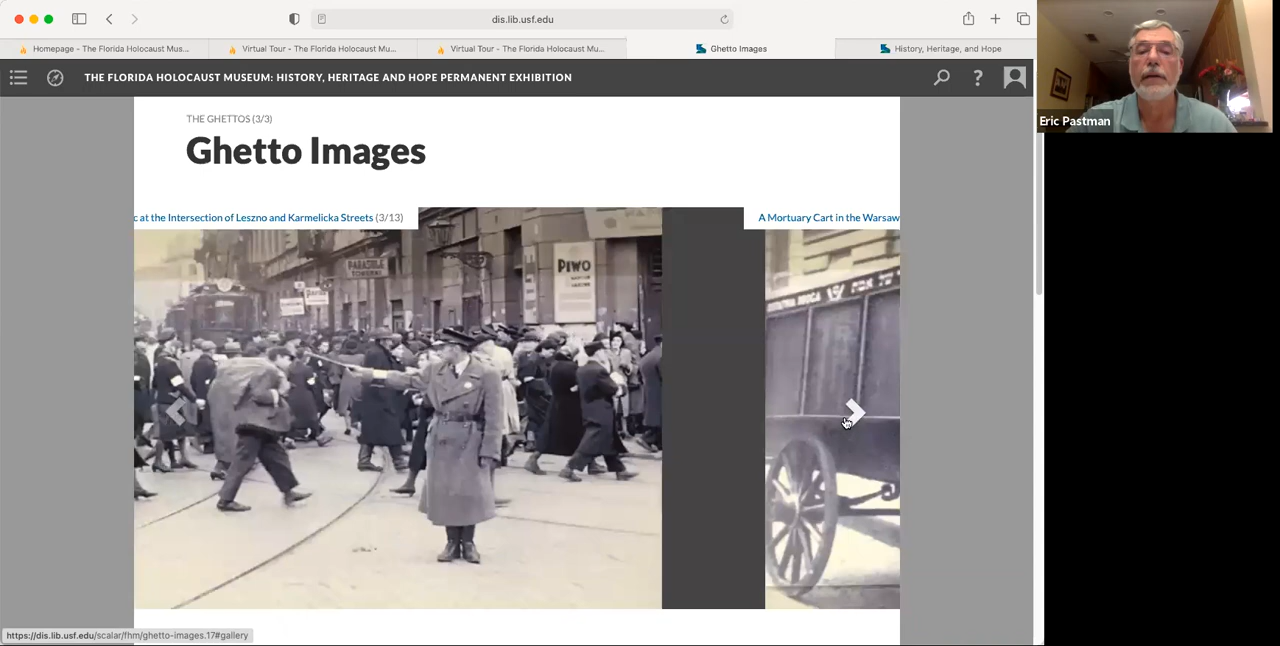 dis.lib.usf.edu
Homepage - The Florida Holocaust Mus...
Virtual Tour - The Florida Holocaust Mu...
Virtual Tour - The Florida Holocaust Mu...
Ghetto Images
History, Heritage, and Hope
THE FLORIDA HOLOCAUST MUSEUM: HISTORY, HERITAGE AND HOPE PERMANENT EXHIBITION
?
Eric Pastman
THE GHETTOS (3/3)
Ghetto Images
c at the Intersection of Leszno and Karmelicka Streets (3/13)
A Mortuary Cart in the Warsaw
PARASOLE
PIWO
https://dis.lib.usf.edu/scalar/fhm/ghetto-images.17#gallery